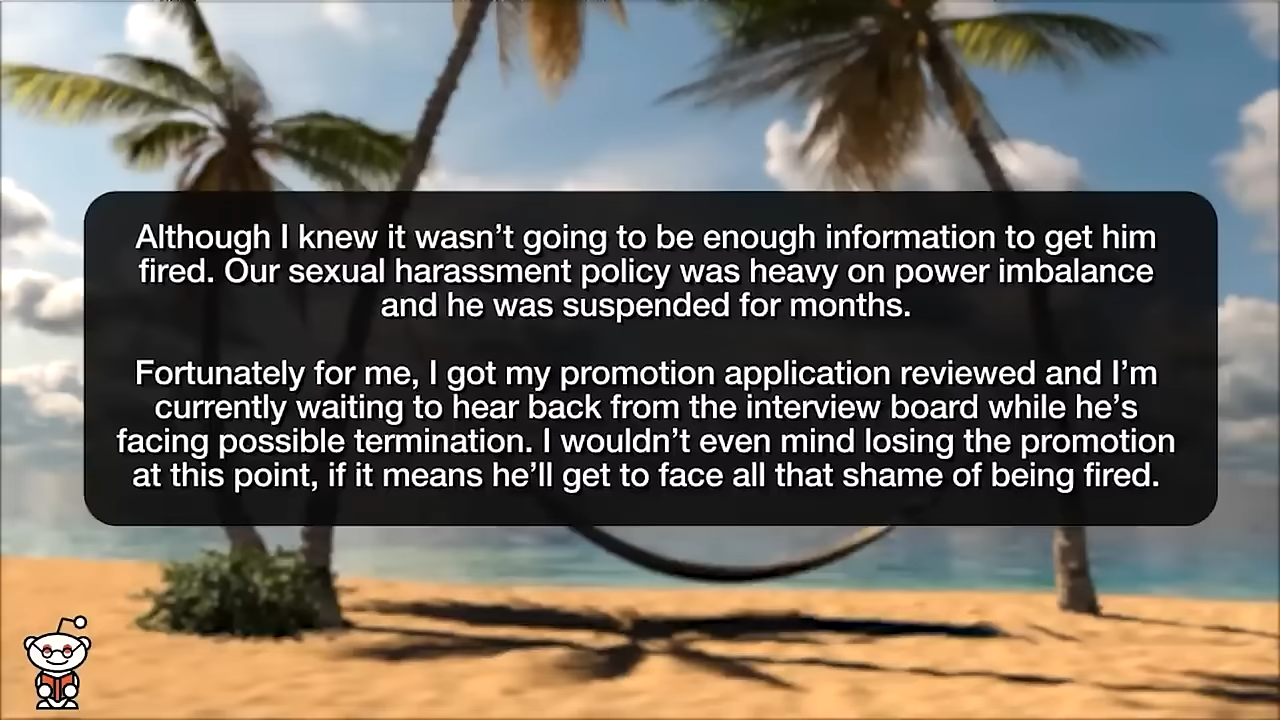 Although I knew it wasn't going to be enough information to get him
fired. Our sexual harassment policy was heavy on power imbalance
and he was suspended for months.
Fortunately for me, I got my promotion application reviewed and I'm
currently waiting to hear back from the interview board while he's
facing possible termination. I wouldn't even mind losing the promotion
at this point, if it means he'll get to face all that shame of being fired.